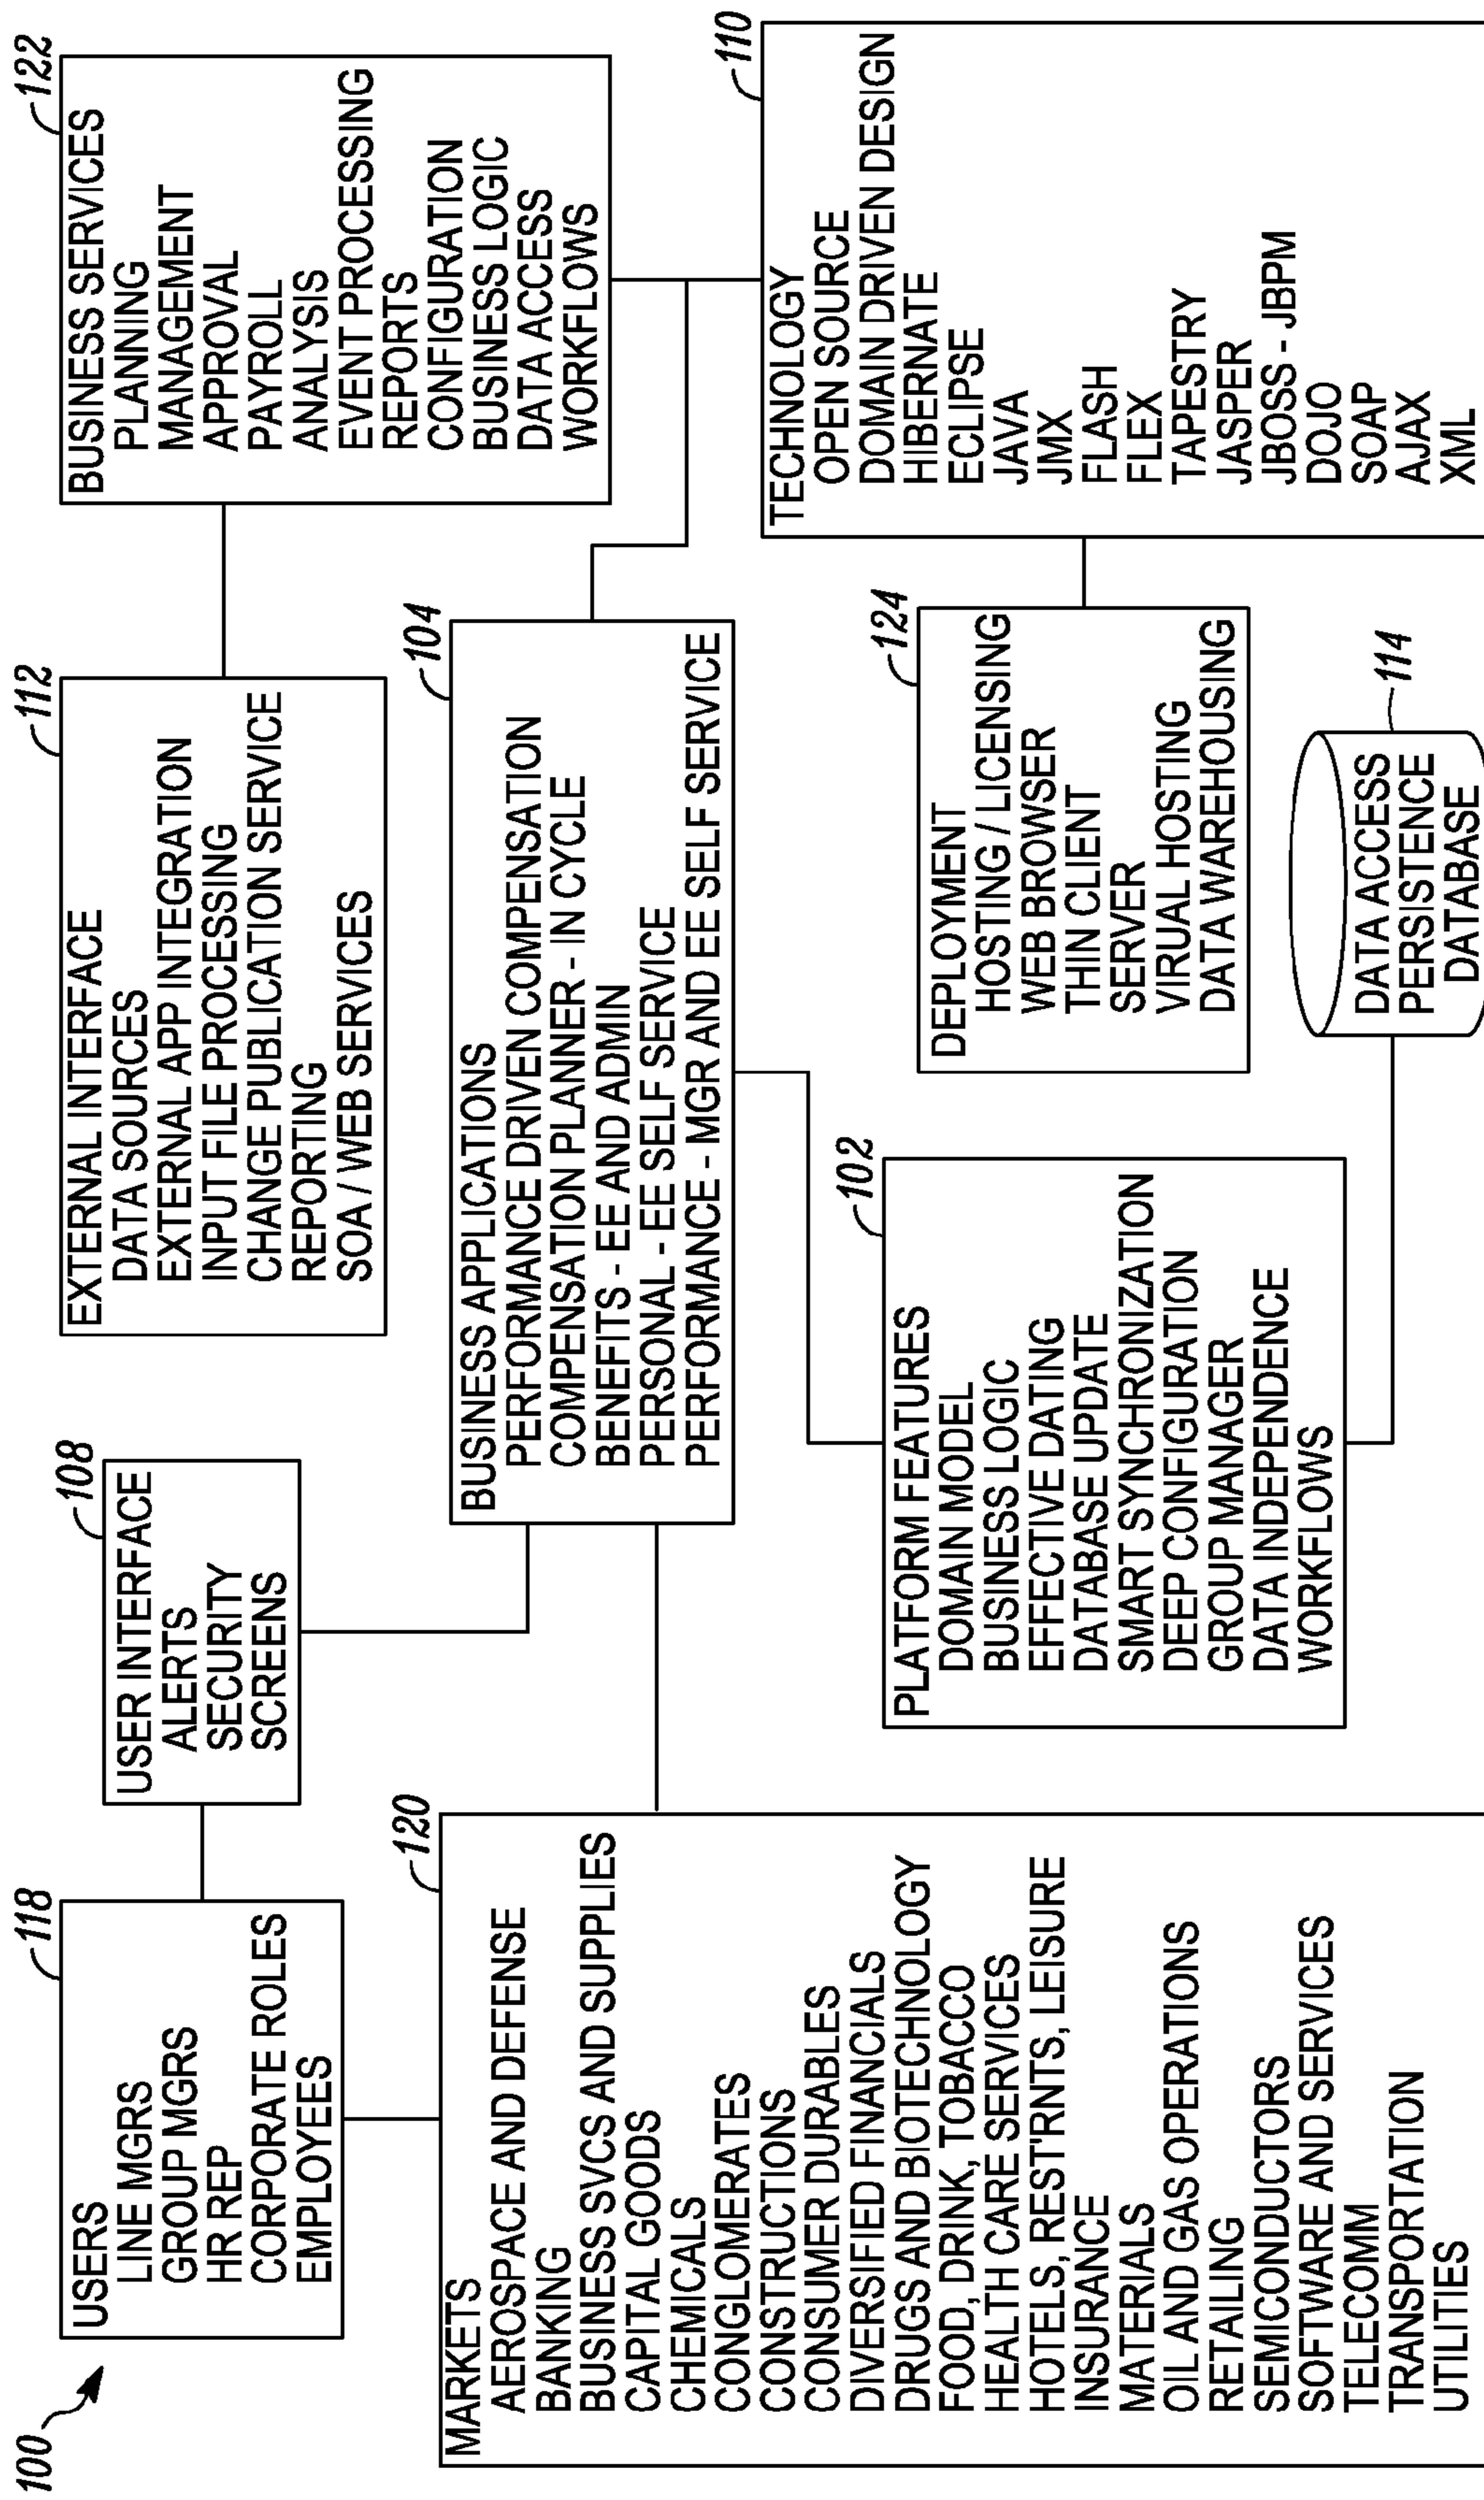 100
118
USERS
LINE MGRS
GROUP MGRS
HR REP
CORPORATE ROLES
EMPLOYEES
108
USER INTERFACE
ALERTS
SECURITY
SCREENS
112
EXTERNAL INTERFACE
DATA SOURCES
EXTERNAL APP INTEGRATION
INPUT FILE PROCESSING
CHANGE PUBLICATION SERVICE
REPORTING
SOA / WEB SERVICES
122
BUSINESS SERVICES
PLANNING
MANAGEMENT
APPROVAL
PAYROLL
ANALYSIS
EVENT PROCESSING
REPORTS
CONFIGURATION
BUSINESS LOGIC
DATA ACCESS
WORKFLOWS
120
MARKETS
AEROSPACE AND DEFENSE
BANKING
BUSINESS SVCS AND SUPPLIES
CAPITAL GOODS
CHEMICALS
CONGLOMERATES
CONSTRUCTIONS
CONSUMER DURABLES
DIVERSIFIED FINANCIALS
DRUGS AND BIOTECHNOLOGY
FOOD, DRINK, TOBACCO
HEALTH CARE SERVICES
HOTELS, REST'RNTS, LEISURE
INSURANCE
MATERIALS
OIL AND GAS OPERATIONS
RETAILING
SEMICONDUCTORS
SOFTWARE AND SERVICES
TELECOMM
TRANSPORTATION
UTILITIES
104
BUSINESS APPLICATIONS
PERFORMANCE DRIVEN COMPENSATION
COMPENSATION PLANNER - IN CYCLE
BENEFITS - EE AND ADMIN
PERSONAL - EE SELF SERVICE
PERFORMANCE - MGR AND EE SELF SERVICE
102
PLATFORM FEATURES
DOMAIN MODEL
BUSINESS LOGIC
EFFECTIVE DATING
DATABASE UPDATE
SMART SYNCHRONIZATION
DEEP CONFIGURATION
GROUP MANAGER
DATA INDEPENDENCE
WORKFLOWS
124
DEPLOYMENT
HOSTING / LICENSING
WEB BROWSER
THIN CLIENT
SERVER
VIRUAL HOSTING
DATA WAREHOUSING
114
DATA ACCESS
PERSISTENCE
DATABASE
110
TECHNOLOGY
OPEN SOURCE
DOMAIN DRIVEN DESIGN
HIBERNATE
ECLIPSE
JAVA
JMX
FLASH
FLEX
TAPESTRY
JASPER
JBOSS - JBPM
DOJO
SOAP
AJAX
XML